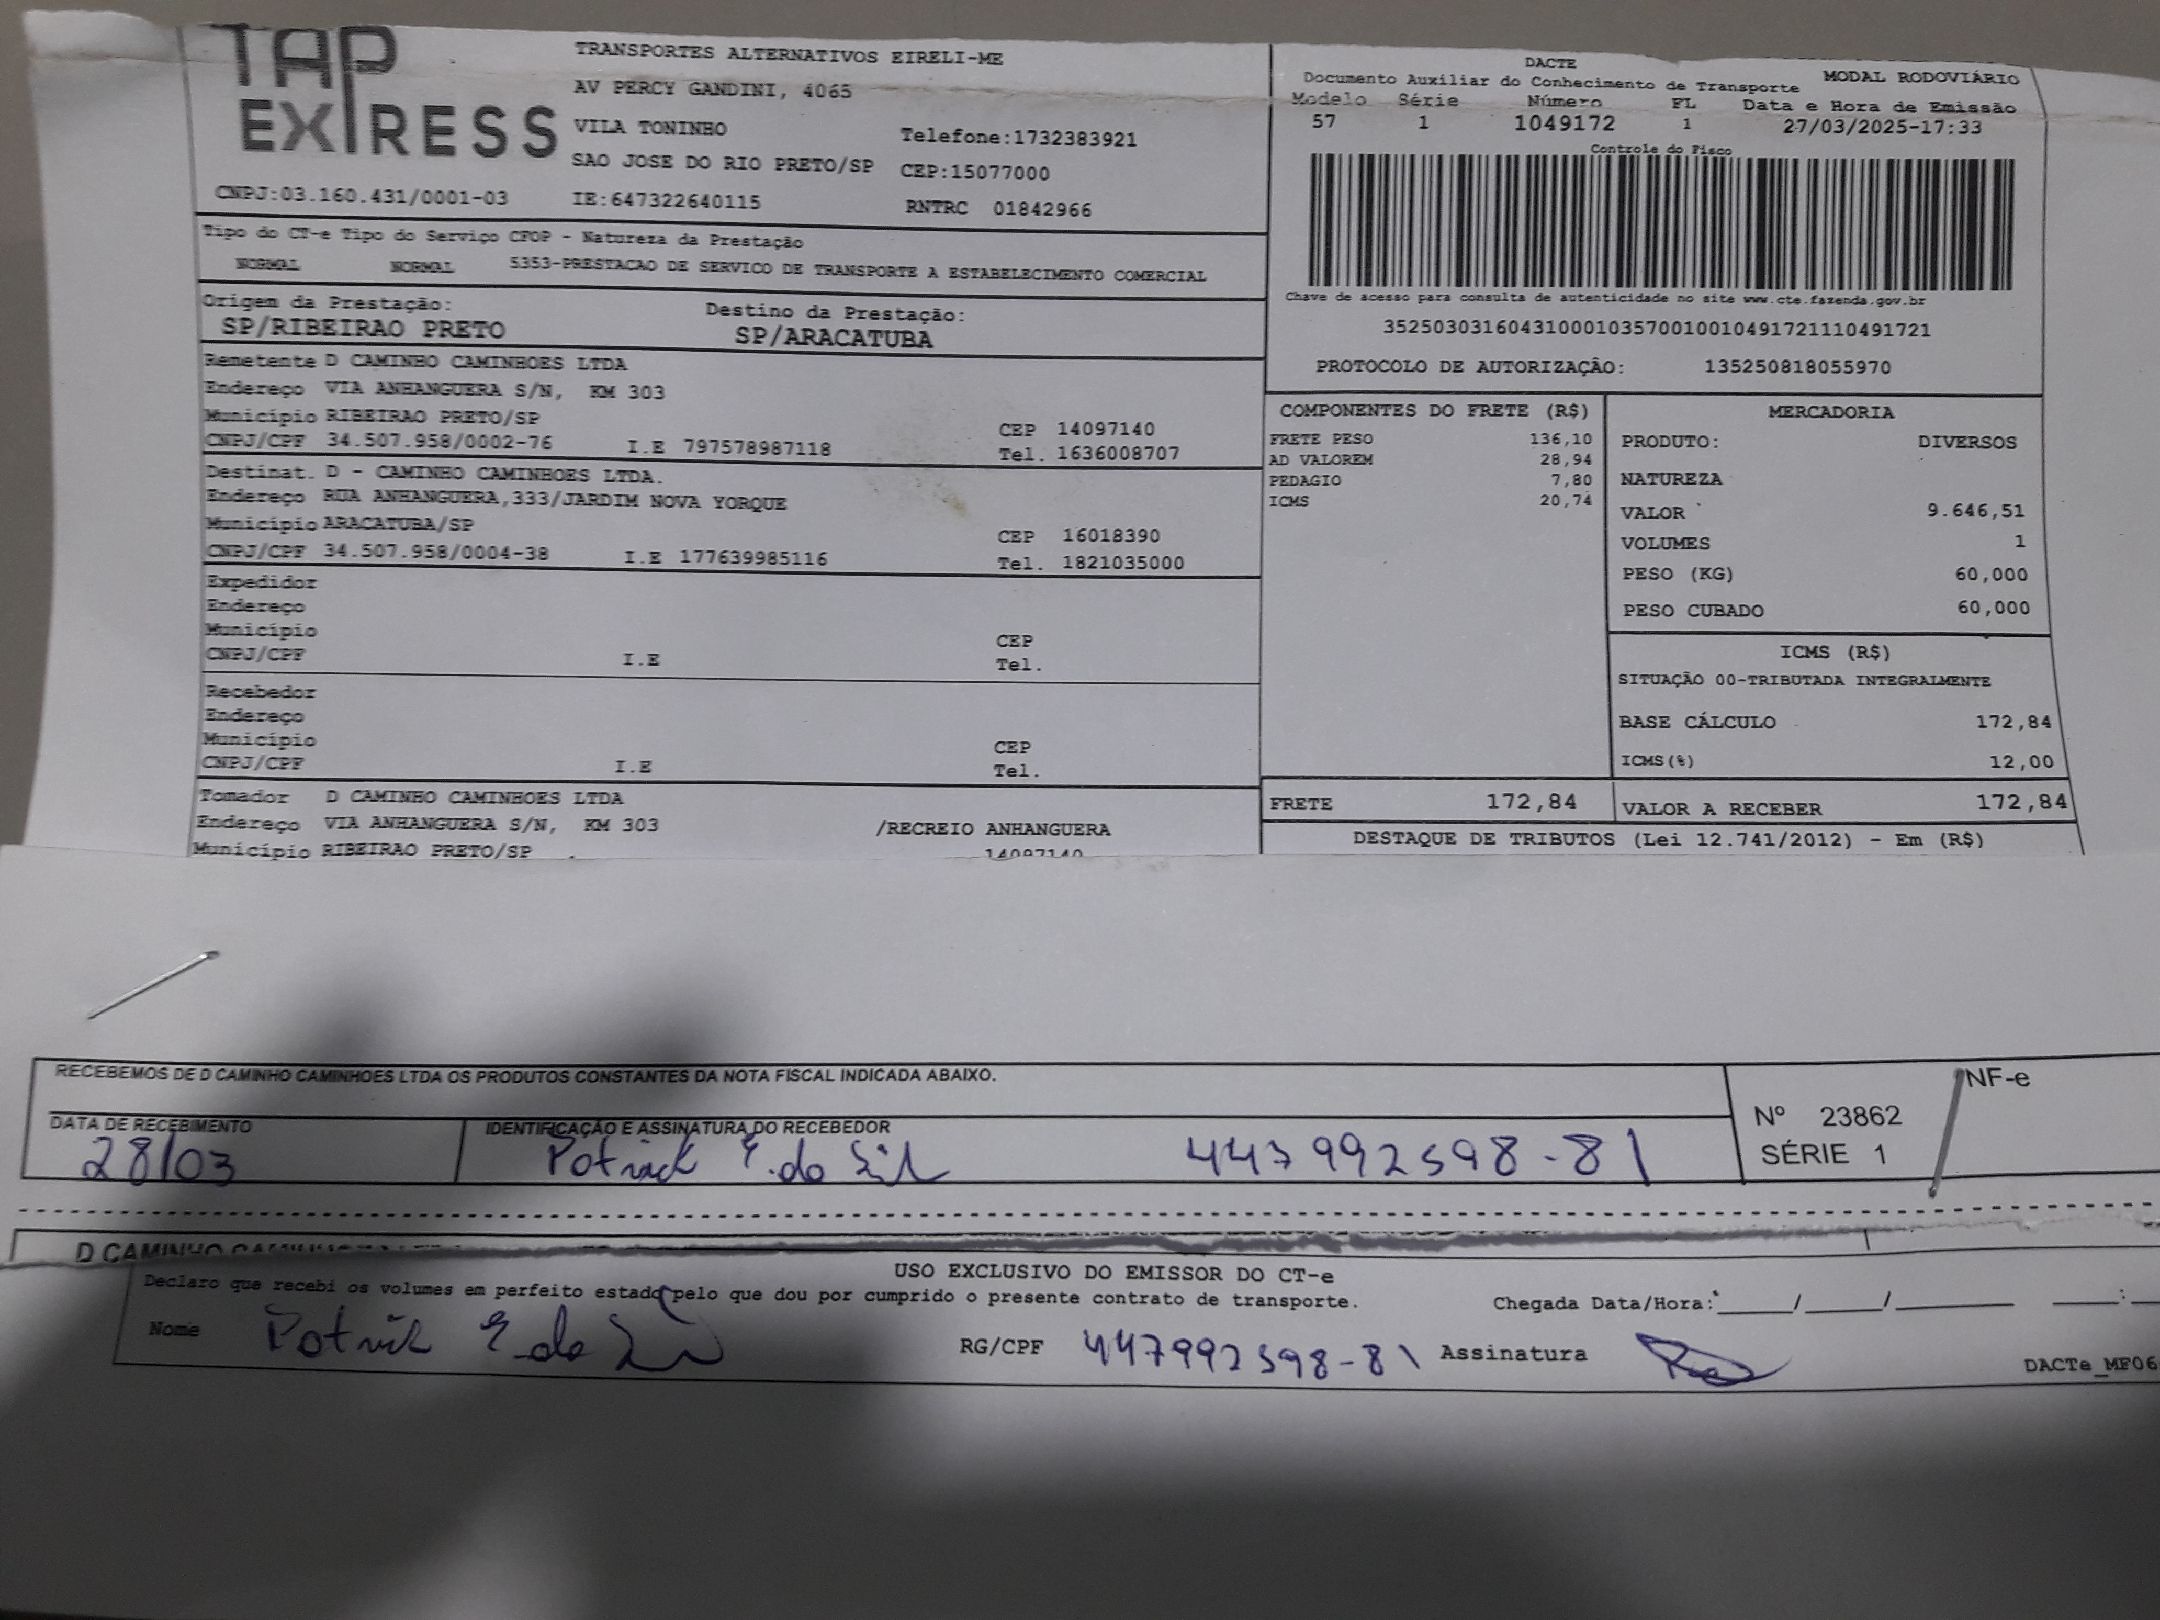 TAP
EXPRESS
TRANSPORTES ALTERNATIVOS EIRELI-ME
AV PERCY GANDINI, 4065
VILA TONINHO Telefone:1732383921
SAO JOSE DO RIO PRETO/SP CEP:15077000
CNPJ:03.160.431/0001-03 IE:647322640115 RNTRC 01842966
Tipo do CT-e Tipo do Serviço CFOP - Natureza da Prestação
NORMAL NORMAL 5353-PRESTACAO DE SERVICO DE TRANSPORTE A ESTABELECIMENTO COMERCIAL
Origem da Prestação: Destino da Prestação:
SP/RIBEIRAO PRETO SP/ARACATUBA
Remetente D CAMINHO CAMINHOES LTDA
Endereço VIA ANHANGUERA S/N, KM 303
Município RIBEIRAO PRETO/SP CEP 14097140
CNPJ/CPF 34.507.958/0002-76 I.E 797578987118 Tel. 1636008707
Destinat. D - CAMINHO CAMINHOES LTDA.
Endereço RUA ANHANGUERA,333/JARDIM NOVA YORQUE
Município ARACATUBA/SP CEP 16018390
CNPJ/CPF 34.507.958/0004-38 I.E 177639985116 Tel. 1821035000
Expedidor
Endereço
Município CEP
CNPJ/CPF I.E Tel.
Recebedor
Endereço
Município CEP
CNPJ/CPF I.E Tel.
Tomador D CAMINHO CAMINHOES LTDA
Endereço VIA ANHANGUERA S/N, KM 303 /RECREIO ANHANGUERA
Município RIBEIRAO PRETO/SP 14097140
DACTE
Documento Auxiliar do Conhecimento de Transporte MODAL RODOVIÁRIO
Modelo Série Número FL Data e Hora de Emissão
57 1 1049172 1 27/03/2025-17:33
Controle do Fisco
Chave de acesso para consulta de autenticidade no site www.cte.fazenda.gov.br
35250303160431000103570010010491721110491721
PROTOCOLO DE AUTORIZAÇÃO: 135250818055970
COMPONENTES DO FRETE (R$)
FRETE PESO 136,10
AD VALOREM 28,94
PEDAGIO 7,80
ICMS 20,74
MERCADORIA
PRODUTO: DIVERSOS
NATUREZA
VALOR 9.646,51
VOLUMES 1
PESO (KG) 60,000
PESO CUBADO 60,000
ICMS (R$)
SITUAÇÃO 00-TRIBUTADA INTEGRALMENTE
BASE CÁLCULO 172,84
ICMS(%) 12,00
FRETE 172,84 VALOR A RECEBER 172,84
DESTAQUE DE TRIBUTOS (Lei 12.741/2012) - Em (R$)
RECEBEMOS DE D CAMINHO CAMINHOES LTDA OS PRODUTOS CONSTANTES DA NOTA FISCAL INDICADA ABAIXO.
DATA DE RECEBIMENTO IDENTIFICAÇÃO E ASSINATURA DO RECEBEDOR
28/03 Patrick E. da Sil 447992598-81
NF-e
Nº 23862
SÉRIE 1
D CAMINHO
USO EXCLUSIVO DO EMISSOR DO CT-e
Declaro que recebi os volumes em perfeito estado pelo que dou por cumprido o presente contrato de transporte. Chegada Data/Hora: ____/____/______ ___:__
Nome Patrick E. da RG/CPF 447992598-81 Assinatura
DACTe_MF06